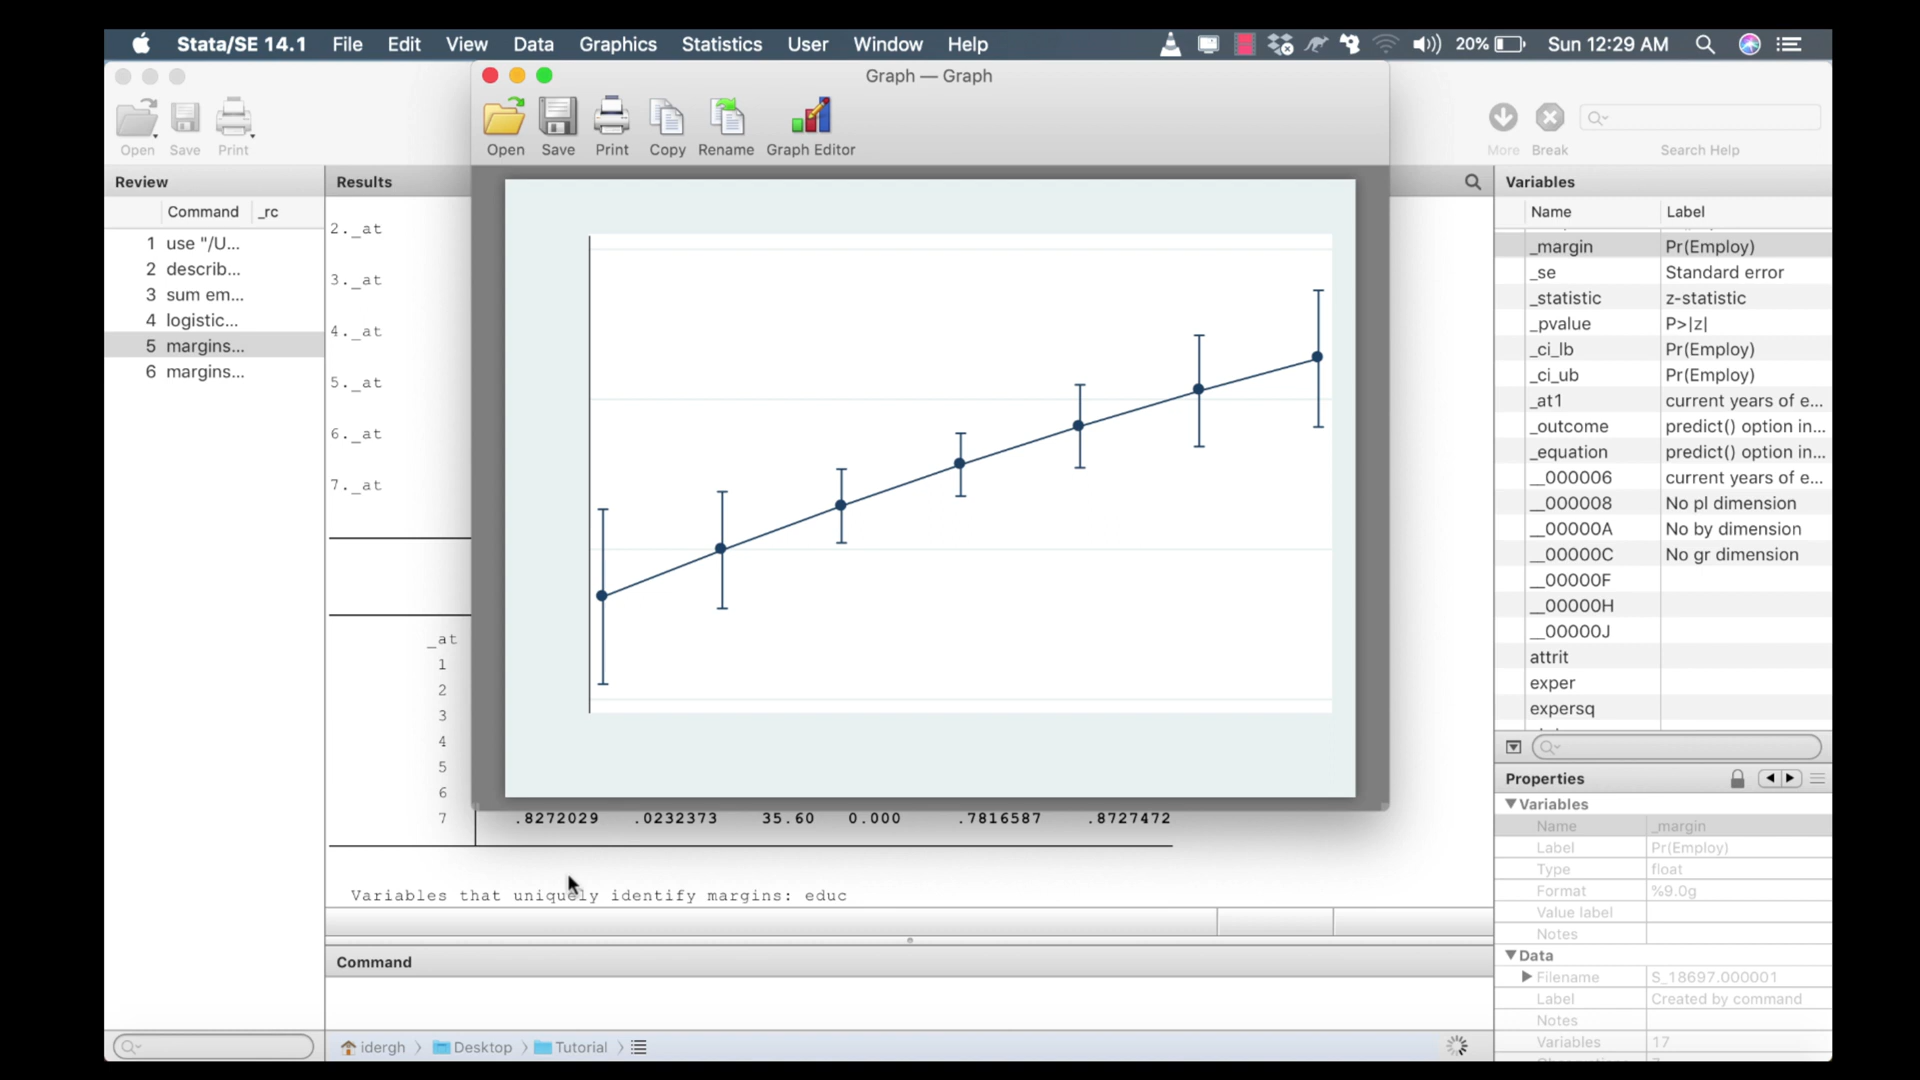 Stata/SE 14.1 File Edit View Data Graphics Statistics User Window Help 20% Sun 12:29 AM
Graph — Graph
Open Save Print
Open Save Print Copy Rename Graph Editor
More Break Search Help
Review
Command _rc
1 use "/U...
2 describ...
3 sum em...
4 logistic...
5 margins...
6 margins...
Results
2._at
3._at
4._at
5._at
6._at
7._at
_at
1
2
3
4
5
6
7 .8272029 .0232373 35.60 0.000 .7816587 .8727472
Variables that uniquely identify margins: educ
Command
idergh Desktop Tutorial
Variables
Name Label
_margin Pr(Employ)
_se Standard error
_statistic z-statistic
_pvalue P>|z|
_ci_lb Pr(Employ)
_ci_ub Pr(Employ)
_at1 current years of e...
_outcome predict() option in...
_equation predict() option in...
__000006 current years of e...
__000008 No pl dimension
__00000A No by dimension
__00000C No gr dimension
__00000F
__00000H
__00000J
attrit
exper
expersq
Properties
Variables
Name _margin
Label Pr(Employ)
Type float
Format %9.0g
Value label
Notes
Data
Filename S_18697.000001
Label Created by command
Notes
Variables 17